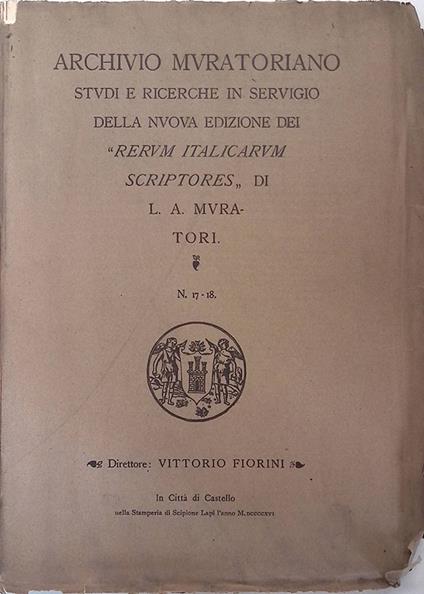 ARCHIVIO MVRATORIANO
STVDI E RICERCHE IN SERVIGIO
DELLA NVOVA EDIZIONE DEI
“RERVM ITALICARVM
SCRIPTORES„ DI
L. A. MVRA-
TORI.
N. 17-18.
Direttore: VITTORIO FIORINI
In Città di Castello
nella Stamperia di Scipione Lapi l'anno M.DCCCCXVI